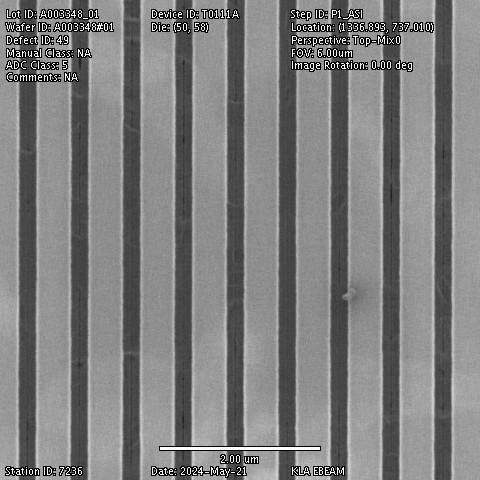 Lot ID: A003348_01
Wafer ID: A003348#01
Defect ID: 49
Manual Class: NA
ADC Class: 5
Comments: NA
Device ID: T0111A
Die: (50, 58)
Step ID: P1_ASI
Location: (1336.893, 737.010)
Perspective: Top-Mix0
FOV: 6.00um
Image Rotation: 0.00 deg
2.00 um
Station ID: 7236
Date: 2024-May-21
KLA EBEAM